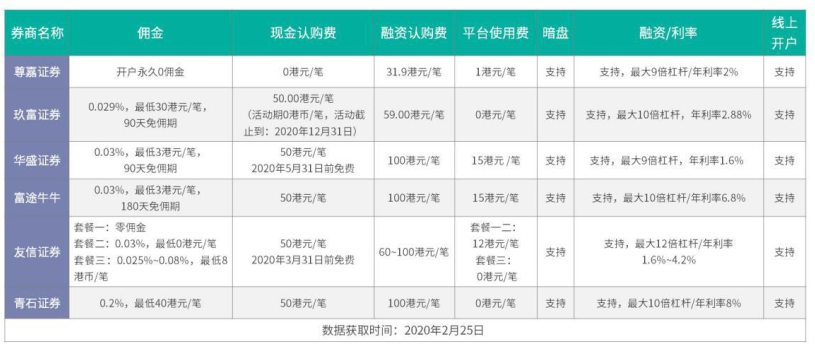 券商名称 佣金 现金认购费 融资认购费 平台使用费 暗盘 融资/利率 线上
开户
尊嘉证券 开户永久0佣金 0港元/笔 31.9港元/笔 1港元/笔 支持 支持，最大9倍杠杆/年利率2% 支持
玖富证券 0.029%，最低30港元/笔，
90天免佣期 50.00港元/笔
（活动期0港币/笔，活动截
止到：2020年12月31日） 59.00港元/笔 0港元/笔 支持 支持，最大10倍杠杆，年利率2.88% 支持
华盛证券 0.03%，最低3港元/笔，
90天免佣期 50港元/笔
2020年5月31日前免费 100港元/笔 15港元 /笔 支持 支持，最大9倍杠杆，年利率1.6% 支持
富途牛牛 0.03%，最低3港元/笔，
180天免佣期 50港元/笔 100港元/笔 15港元/笔 支持 支持，最大10倍杠杆/年利率6.8% 支持
友信证券 套餐一：零佣金
套餐二：0.03%，最低0港元/笔
套餐三：0.025%~0.08%，最低8
港币/笔 50港元/笔
2020年3月31日前免费 60~100港元/笔 套餐一二：
12港元/笔
套餐三：
0港元/笔 支持 支持，最大12倍杠杆/年利率
1.6%~4.2% 支持
青石证券 0.2%，最低40港元/笔 50港元/笔 100港元/笔 0港元/笔 支持 支持，最大10倍杠杆/年利率8% 支持
数据获取时间：2020年2月25日